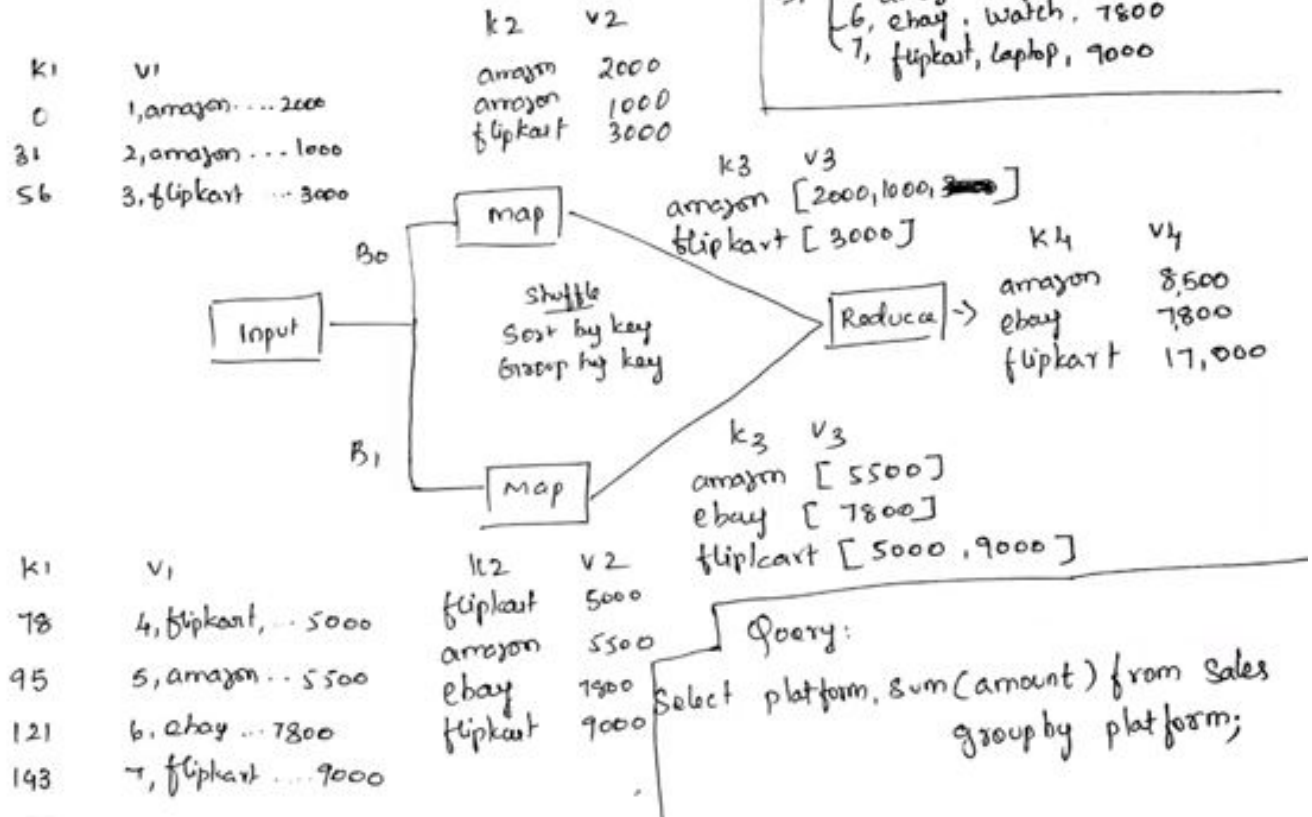 6, ebay, watch, 7800
7, flipkart, laptop, 9000
k1 v1
0 1, amazon.... 2000
31 2, amazon ... 1000
56 3, flipkart ... 3000
k2 v2
amazon 2000
amazon 1000
flipkart 3000
k3 v3
amazon [2000, 1000, ]
flipkart [3000]
B0
Map
Input
Shuffle
Sort by key
Group by key
Reduce ->
k4 v4
amazon 8,500
ebay 7,800
flipkart 17,000
B1
Map
k3 v3
amazon [5500]
ebay [7800]
flipkart [5000, 9000]
k1 v1
78 4, flipkart, .. 5000
95 5, amazon .. 5500
121 6, ebay ... 7800
143 7, flipkart .... 9000
k2 v2
flipkart 5000
amazon 5500
ebay 7800
flipkart 9000
Query:
Select platform, sum(amount) from sales
groupby platform;